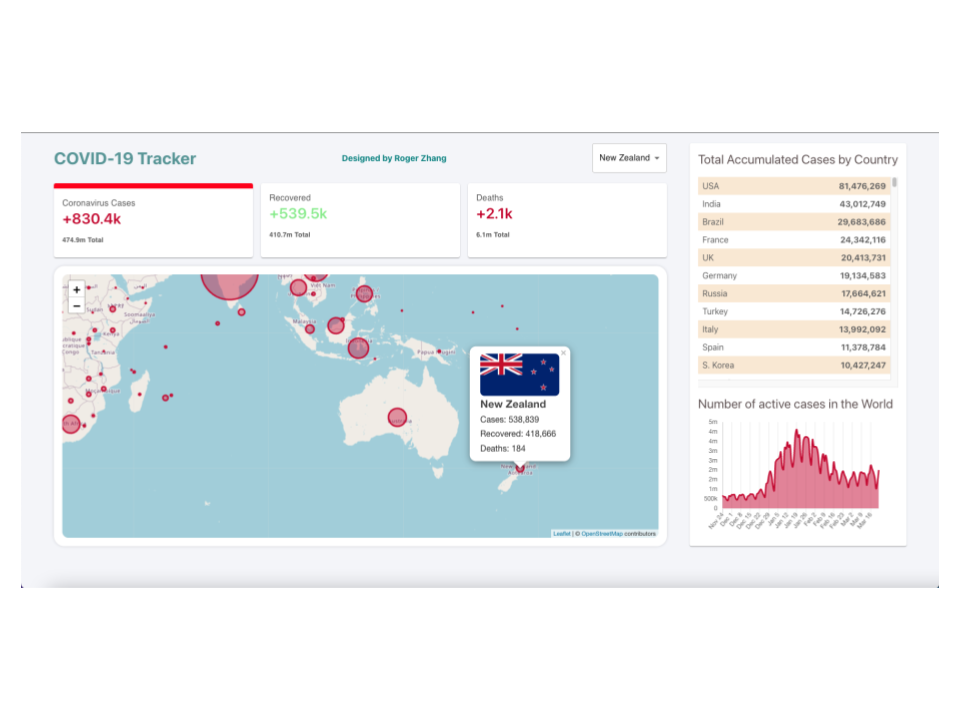 COVID-19 Tracker
Designed by Roger Zhang
New Zealand
Coronavirus Cases
+830.4k
474.9m Total
Recovered
+539.5k
410.7m Total
Deaths
+2.1k
6.1m Total
+
−
Viet Nam
Malaysia
Papua Niugini
Soomaaliya
Kenya
Tanzania
New Zealand
Cases: 538,839
Recovered: 418,666
Deaths: 184
Leaflet | © OpenStreetMap contributors
Total Accumulated Cases by Country
USA 81,476,269
India 43,012,749
Brazil 29,683,686
France 24,342,116
UK 20,413,731
Germany 19,134,583
Russia 17,664,621
Turkey 14,726,276
Italy 13,992,092
Spain 11,378,784
S. Korea 10,427,247
Number of active cases in the World
5m
4m
4m
3m
3m
2m
2m
1m
500k
0
Nov 24
Dec 1
Dec 8
Dec 15
Dec 22
Dec 29
Jan 5
Jan 12
Jan 19
Jan 26
Feb 2
Feb 9
Feb 16
Feb 23
Mar 2
Mar 9
Mar 16